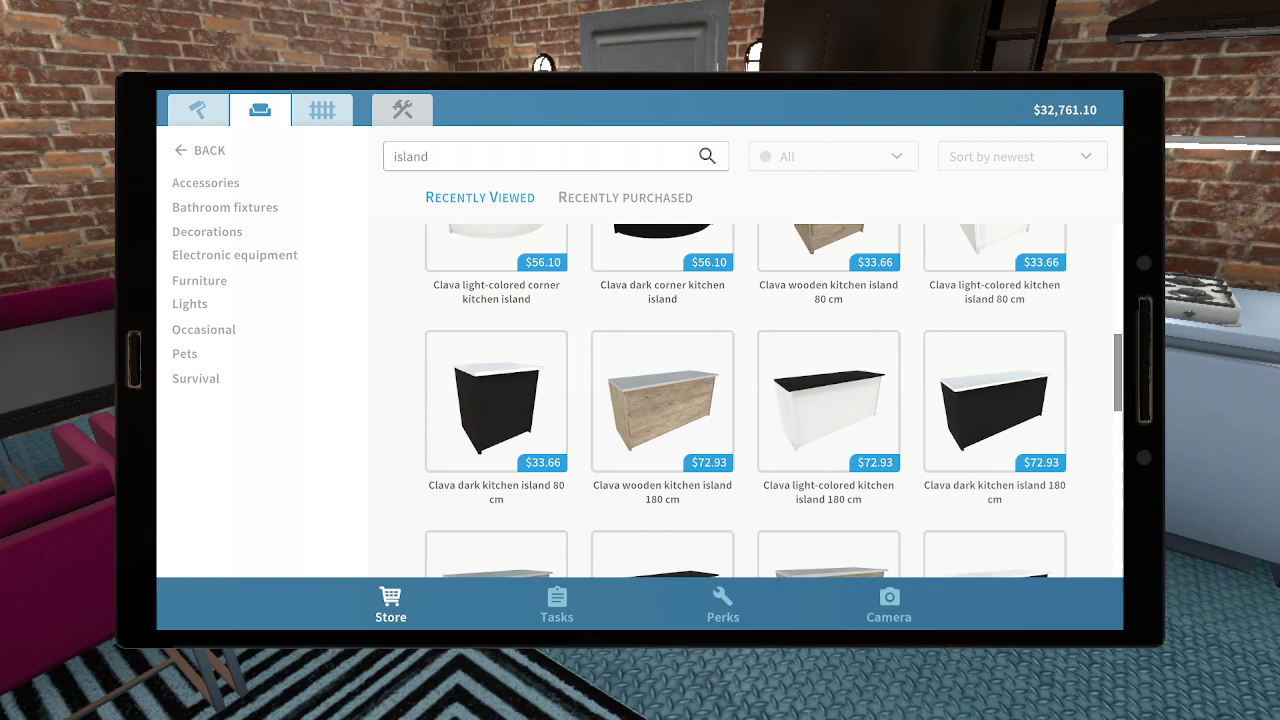 $32,761.10
BACK
island
All
Sort by newest
Accessories
Bathroom fixtures
Decorations
Electronic equipment
Furniture
Lights
Occasional
Pets
Survival
RECENTLY VIEWED
RECENTLY PURCHASED
$56.10
$56.10
$33.66
$33.66
Clava light-colored corner
kitchen island
Clava dark corner kitchen
island
Clava wooden kitchen island
80 cm
Clava light-colored kitchen
island 80 cm
$33.66
$72.93
$72.93
$72.93
Clava dark kitchen island 80
cm
Clava wooden kitchen island
180 cm
Clava light-colored kitchen
island 180 cm
Clava dark kitchen island 180
cm
Store
Tasks
Perks
Camera